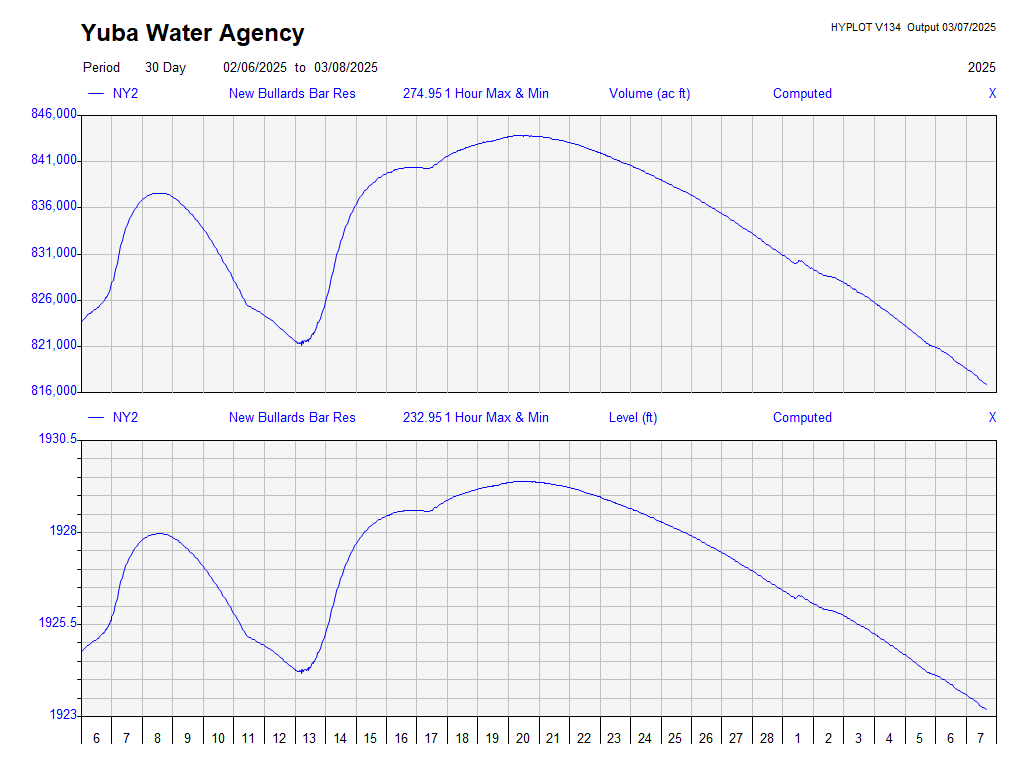 Yuba Water Agency
HYPLOT V134 Output 03/07/2025
Period 30 Day 02/06/2025 to 03/08/2025 2025
NY2 New Bullards Bar Res 274.95 1 Hour Max & Min Volume (ac ft) Computed X
846,000
841,000
836,000
831,000
826,000
821,000
816,000
NY2 New Bullards Bar Res 232.95 1 Hour Max & Min Level (ft) Computed X
1930.5
1928
1925.5
1923
6 7 8 9 10 11 12 13 14 15 16 17 18 19 20 21 22 23 24 25 26 27 28 1 2 3 4 5 6 7